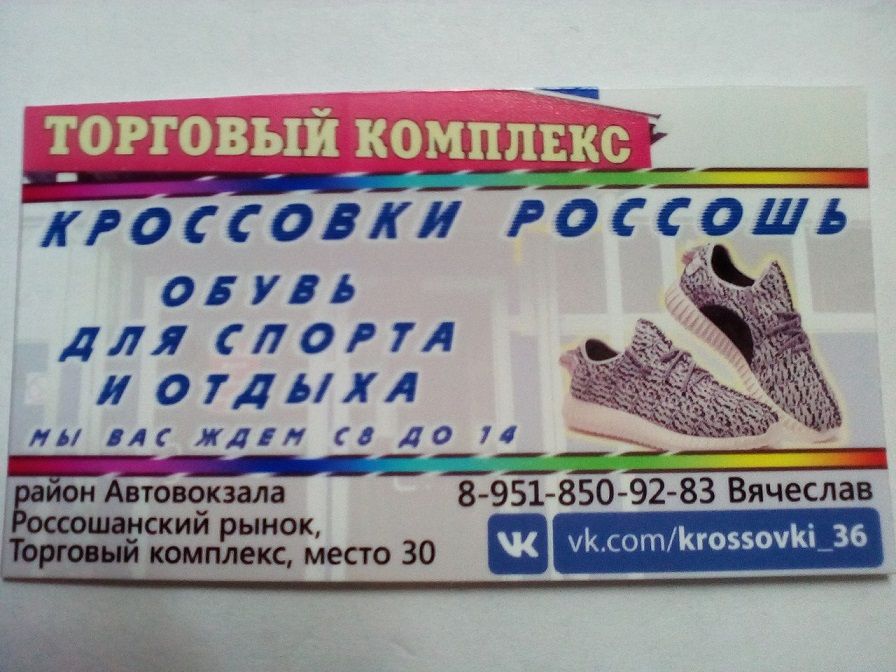 ТОРГОВЫЙ КОМПЛЕКС
КРОССОВКИ РОССОШЬ
ОБУВЬ
ДЛЯ СПОРТА
И ОТДЫХА
МЫ ВАС ЖДЕМ С8 ДО 14
район Автовокзала
Россошанский рынок,
Торговый комплекс, место 30
8-951-850-92-83 Вячеслав
vk.com/krossovki_36